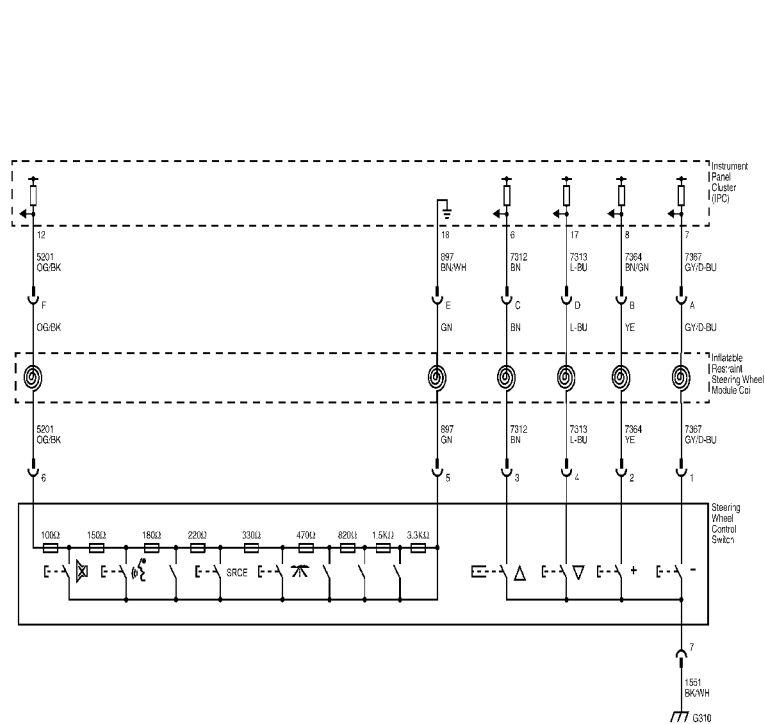 Instrument
Panel
Cluster
(IPC)
12 18 6 17 8 7
5201 897 7312 7313 7364 7367
OG/BK BN/WH BN L-BU BN/GN GY/D-BU
F E C D B A
OG/BK GN BN L-BU YE GY/D-BU
Inflatable
Restraint
Steering Wheel
Module Coi
5201 897 7312 7313 7364 7367
OG/BK GN BN L-BU YE GY/D-BU
6 5 3 4 2 1
Steering
Wheel
Control
Switch
100Ω 150Ω 180Ω 220Ω 330Ω 470Ω 820Ω 1.5KΩ 3.3KΩ
SRCE + -
7
1551
BK/WH
G310